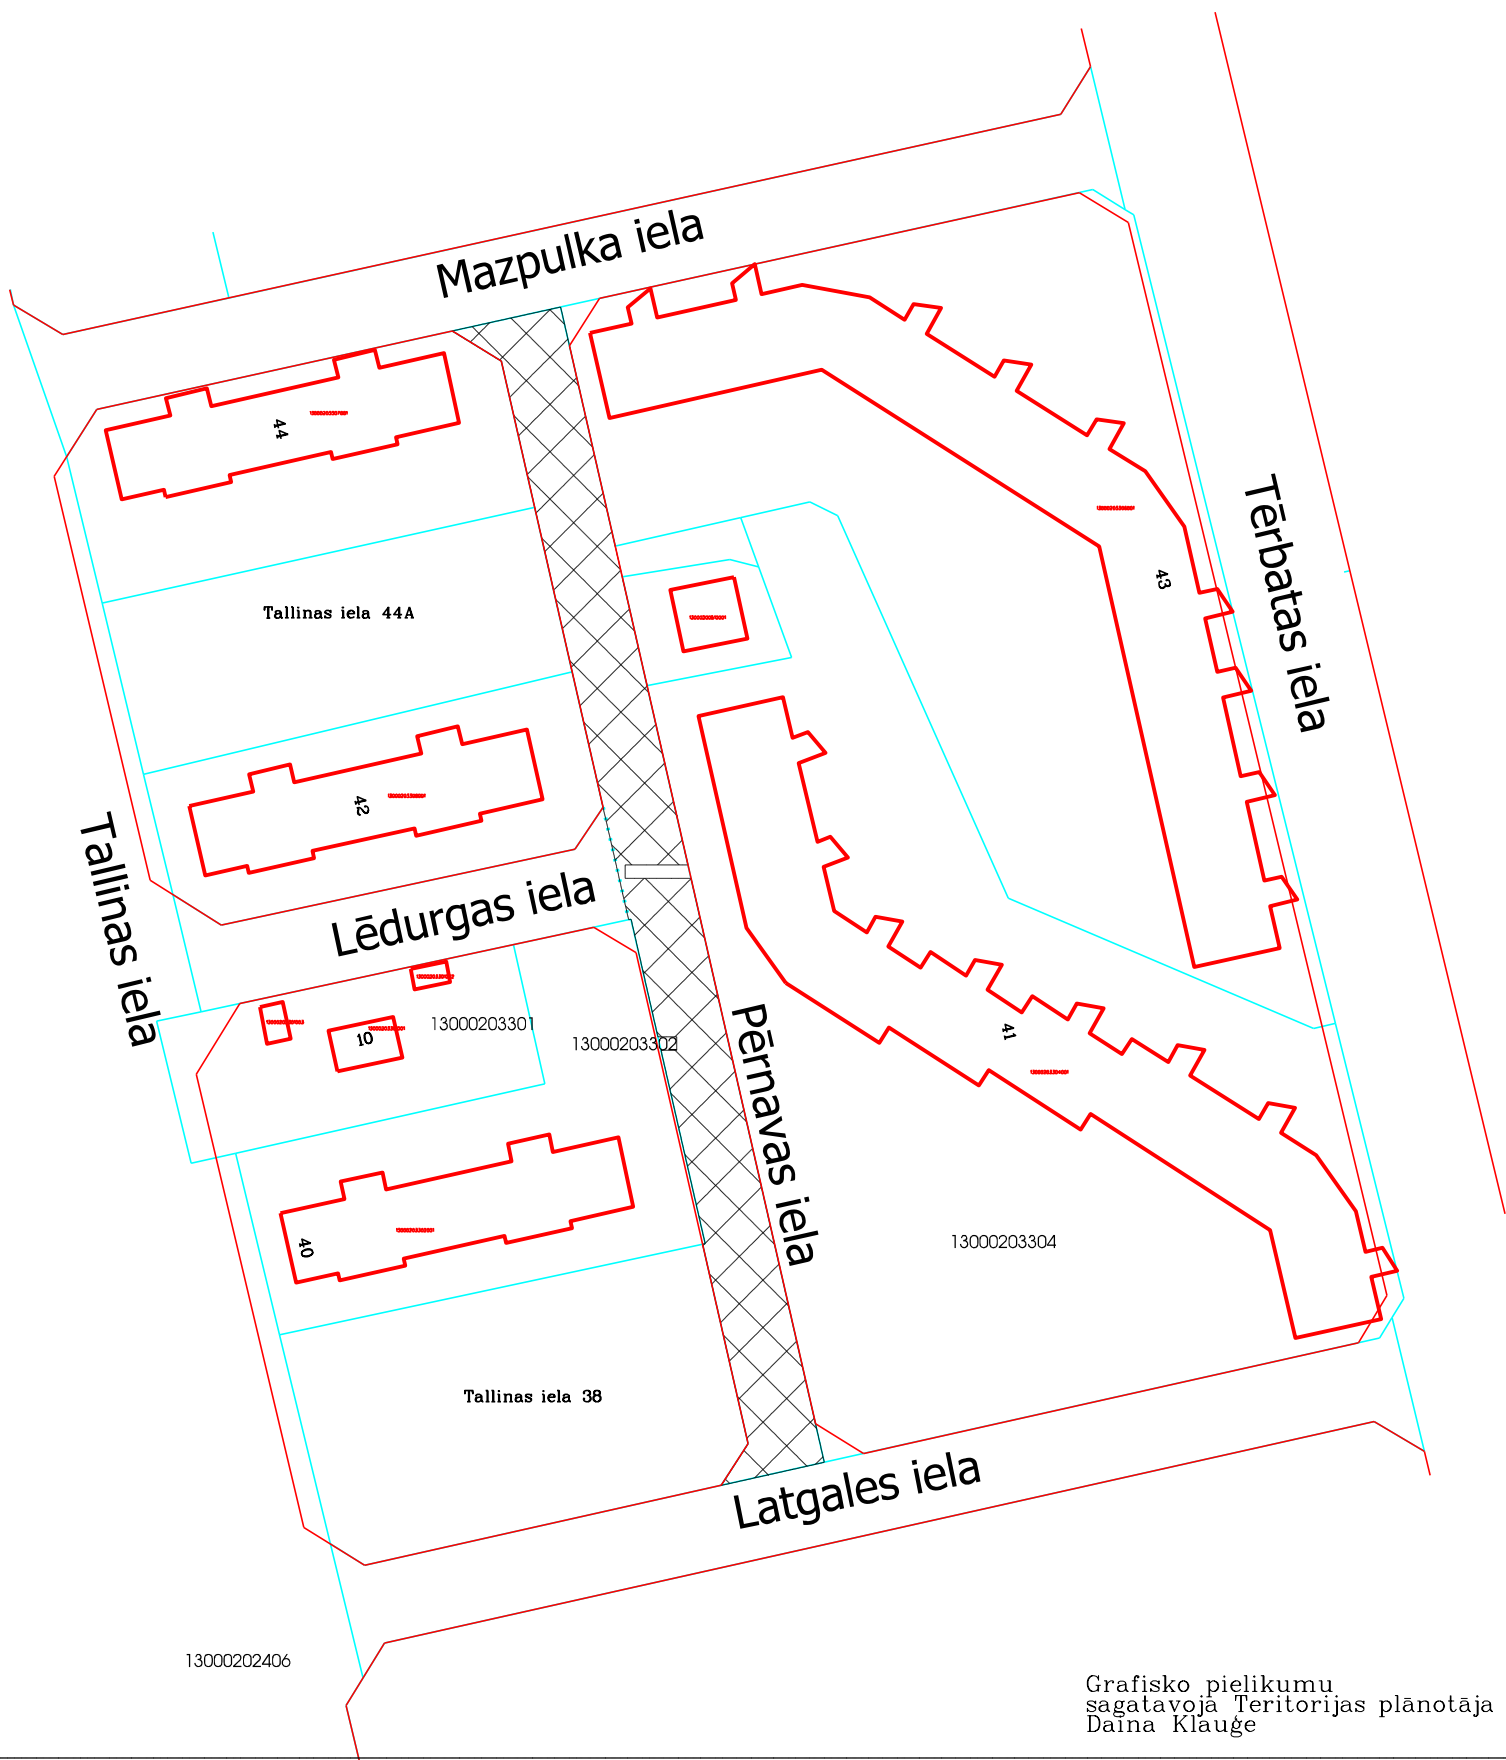 Mazpulka iela
44
43
Tērbatas iela
Tallinas iela 44A
42
Tallinas iela
Lēdurgas iela
10
13000203301
13000203302
Pērnavas iela
41
40
13000203304
Tallinas iela 38
Latgales iela
13000202406
Grafisko pielikumu
sagatavoja Teritorijas plānotāja
Daina Klauģe